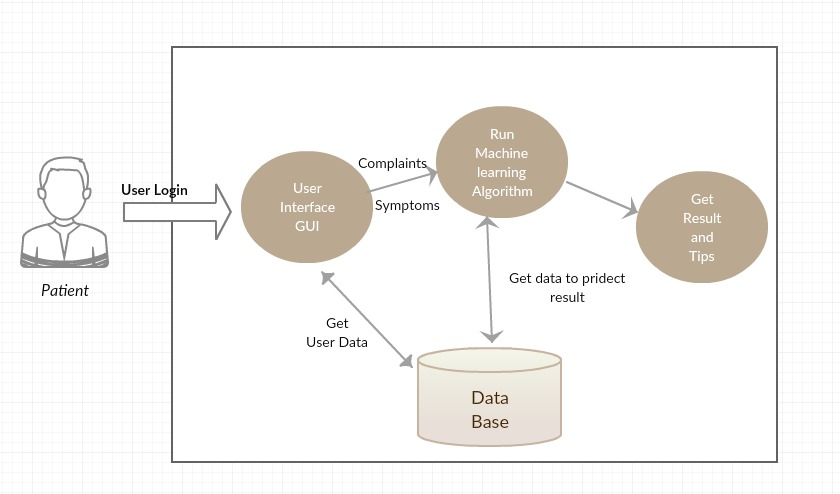 Patient
User Login
User
Interface
GUI
Complaints
Symptoms
Run
Machine
learning
Algorithm
Get
Result
and
Tips
Get
User Data
Get data to pridect
result
Data
Base